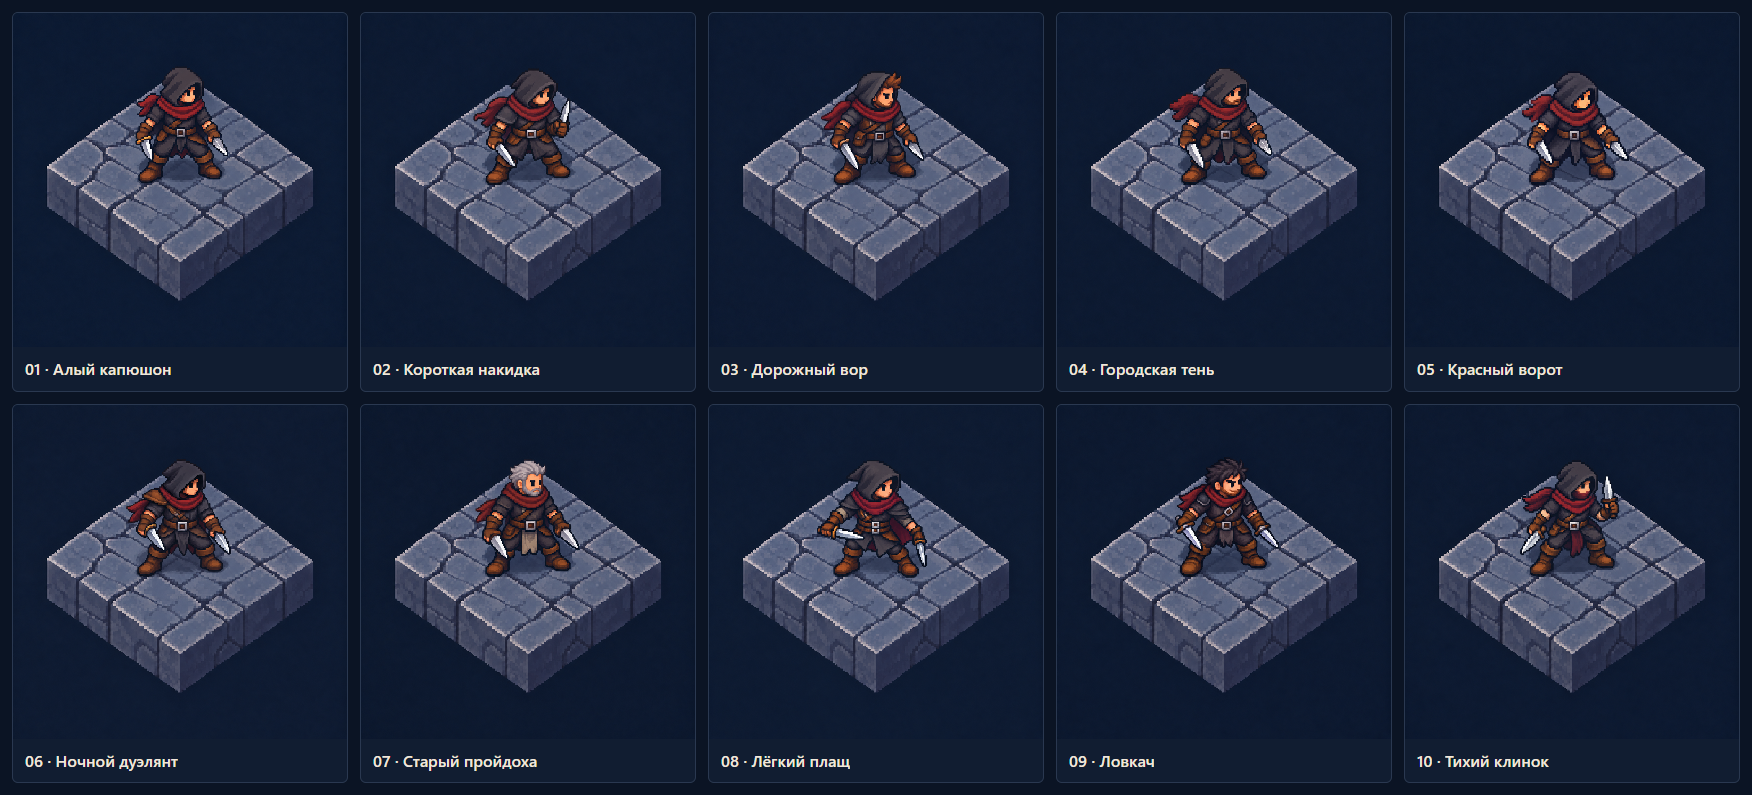 01 · Алый капюшон
02 · Короткая накидка
03 · Дорожный вор
04 · Городская тень
05 · Красный ворот
06 · Ночной дуэлянт
07 · Старый пройдоха
08 · Лёгкий плащ
09 · Ловкач
10 · Тихий клинок